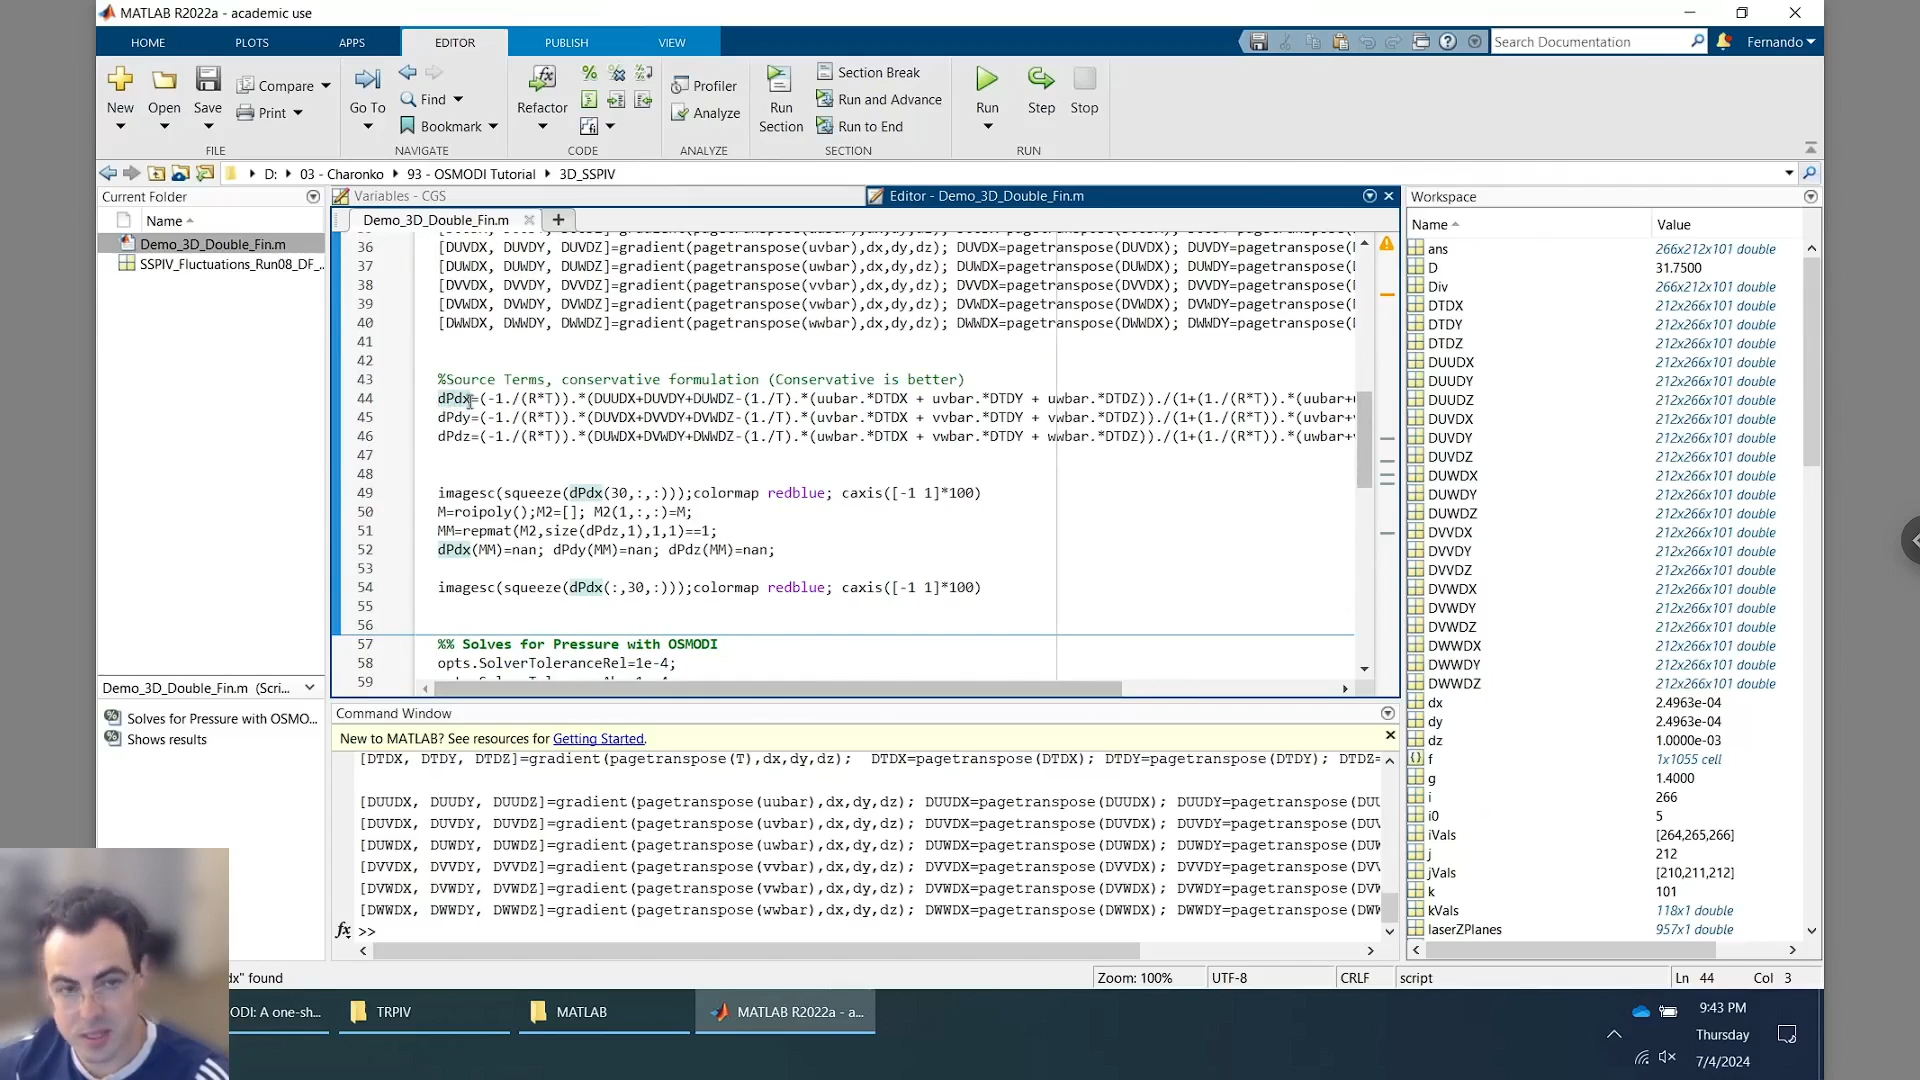 MATLAB R2022a - academic use
HOME
PLOTS
APPS
EDITOR
PUBLISH
VIEW
Search Documentation
Fernando
New
Open
Save
Compare
Print
Go To
Find
Bookmark
Refactor
Profiler
Analyze
Run Section
Section Break
Run and Advance
Run to End
Run
Step
Stop
FILE
NAVIGATE
CODE
ANALYZE
SECTION
RUN
D: 03 - Charonko 93 - OSMODI Tutorial 3D_SSPIV
Current Folder
Name
Demo_3D_Double_Fin.m
SSPIV_Fluctuations_Run08_DF_...
Demo_3D_Double_Fin.m (Scri...
Solves for Pressure with OSMO...
Shows results
Variables - CGS
Editor - Demo_3D_Double_Fin.m
Demo_3D_Double_Fin.m
36 [DUVDX, DUVDY, DUVDZ]=gradient(pagetranspose(uvbar),dx,dy,dz); DUVDX=pagetranspose(DUVDX); DUVDY=pagetranspose(
37 [DUWDX, DUWDY, DUWDZ]=gradient(pagetranspose(uwbar),dx,dy,dz); DUWDX=pagetranspose(DUWDX); DUWDY=pagetranspose(
38 [DVVDX, DVVDY, DVVDZ]=gradient(pagetranspose(vvbar),dx,dy,dz); DVVDX=pagetranspose(DVVDX); DVVDY=pagetranspose(
39 [DVWDX, DVWDY, DVWDZ]=gradient(pagetranspose(vwbar),dx,dy,dz); DVWDX=pagetranspose(DVWDX); DVWDY=pagetranspose(
40 [DWWDX, DWWDY, DWWDZ]=gradient(pagetranspose(wwbar),dx,dy,dz); DWWDX=pagetranspose(DWWDX); DWWDY=pagetranspose(
41
42
43 %Source Terms, conservative formulation (Conservative is better)
44 dPdx=(-1./(R*T)).*(DUUDX+DUVDY+DUWDZ-(1./T).*(uubar.*DTDX + uvbar.*DTDY + uwbar.*DTDZ))./(1+(1./(R*T)).*(uubar+
45 dPdy=(-1./(R*T)).*(DUVDX+DVVDY+DVWDZ-(1./T).*(uvbar.*DTDX + vvbar.*DTDY + vwbar.*DTDZ))./(1+(1./(R*T)).*(uvbar+
46 dPdz=(-1./(R*T)).*(DUWDX+DVWDY+DWWDZ-(1./T).*(uwbar.*DTDX + vwbar.*DTDY + wwbar.*DTDZ))./(1+(1./(R*T)).*(uwbar+
47
48
49 imagesc(squeeze(dPdx(30,:,:)));colormap redblue; caxis([-1 1]*100)
50 M=roipoly();M2=[]; M2(1,:,:)=M;
51 MM=repmat(M2,size(dPdz,1),1,1)==1;
52 dPdx(MM)=nan; dPdy(MM)=nan; dPdz(MM)=nan;
53
54 imagesc(squeeze(dPdx(:,30,:)));colormap redblue; caxis([-1 1]*100)
55
56
57 %% Solves for Pressure with OSMODI
58 opts.SolverToleranceRel=1e-4;
59
Command Window
New to MATLAB? See resources for Getting Started.
[DTDX, DTDY, DTDZ]=gradient(pagetranspose(T),dx,dy,dz); DTDX=pagetranspose(DTDX); DTDY=pagetranspose(DTDY); DTDZ=
[DUUDX, DUUDY, DUUDZ]=gradient(pagetranspose(uubar),dx,dy,dz); DUUDX=pagetranspose(DUUDX); DUUDY=pagetranspose(DUU
[DUVDX, DUVDY, DUVDZ]=gradient(pagetranspose(uvbar),dx,dy,dz); DUVDX=pagetranspose(DUVDX); DUVDY=pagetranspose(DUV
[DUWDX, DUWDY, DUWDZ]=gradient(pagetranspose(uwbar),dx,dy,dz); DUWDX=pagetranspose(DUWDX); DUWDY=pagetranspose(DUW
[DVVDX, DVVDY, DVVDZ]=gradient(pagetranspose(vvbar),dx,dy,dz); DVVDX=pagetranspose(DVVDX); DVVDY=pagetranspose(DVV
[DVWDX, DVWDY, DVWDZ]=gradient(pagetranspose(vwbar),dx,dy,dz); DVWDX=pagetranspose(DVWDX); DVWDY=pagetranspose(DVW
[DWWDX, DWWDY, DWWDZ]=gradient(pagetranspose(wwbar),dx,dy,dz); DWWDX=pagetranspose(DWWDX); DWWDY=pagetranspose(DWW
fx >>
Workspace
Name Value
ans 266x212x101 double
D 31.7500
Div 266x212x101 double
DTDX 212x266x101 double
DTDY 212x266x101 double
DTDZ 212x266x101 double
DUUDX 212x266x101 double
DUUDY 212x266x101 double
DUUDZ 212x266x101 double
DUVDX 212x266x101 double
DUVDY 212x266x101 double
DUVDZ 212x266x101 double
DUWDX 212x266x101 double
DUWDY 212x266x101 double
DUWDZ 212x266x101 double
DVVDX 212x266x101 double
DVVDY 212x266x101 double
DVVDZ 212x266x101 double
DVWDX 212x266x101 double
DVWDY 212x266x101 double
DVWDZ 212x266x101 double
DWWDX 212x266x101 double
DWWDY 212x266x101 double
DWWDZ 212x266x101 double
dx 2.4963e-04
dy 2.4963e-04
dz 1.0000e-03
f 1x1055 cell
g 1.4000
i 266
i0 5
iVals [264,265,266]
j 212
jVals [210,211,212]
k 101
kVals 118x1 double
laserZPlanes 957x1 double
dx" found
Zoom: 100%
UTF-8
CRLF
script
Ln 44 Col 3
ODI: A one-sh...
TRPIV
MATLAB
MATLAB R2022a - a...
9:43 PM
Thursday
7/4/2024